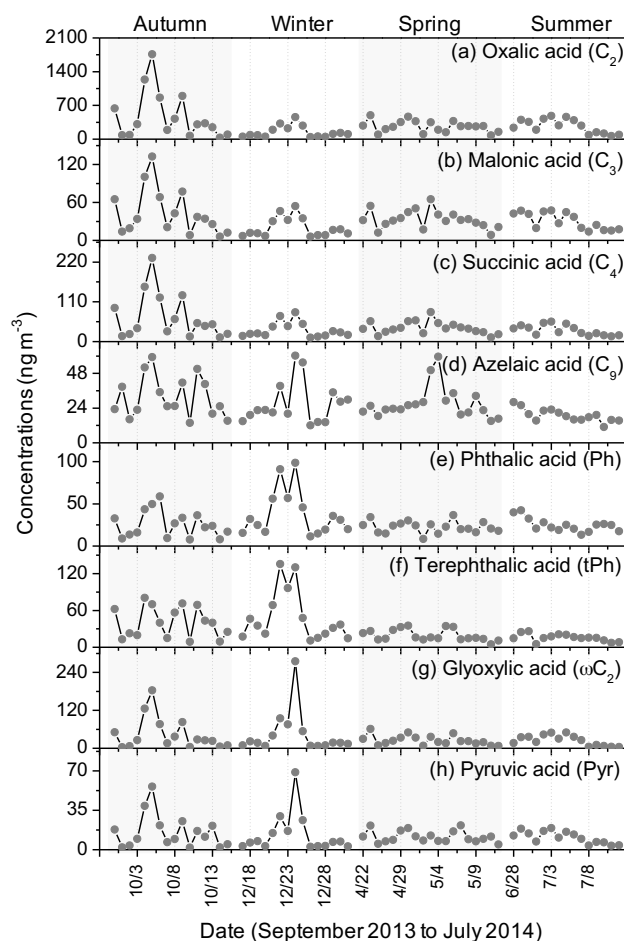 Autumn Winter Spring Summer
2100
1400
700
0
(a) Oxalic acid (C₂)
120
60
0
(b) Malonic acid (C₃)
220
110
0
(c) Succinic acid (C₄)
48
24
0
(d) Azelaic acid (C₉)
100
50
0
(e) Phthalic acid (Ph)
120
60
0
(f) Terephthalic acid (tPh)
240
120
0
(g) Glyoxylic acid (ωC₂)
70
35
0
(h) Pyruvic acid (Pyr)
Concentrations (ng m⁻³)
10/3 10/8 10/13 12/18 12/23 12/28 4/22 4/29 5/4 5/9 6/28 7/3 7/8
Date (September 2013 to July 2014)